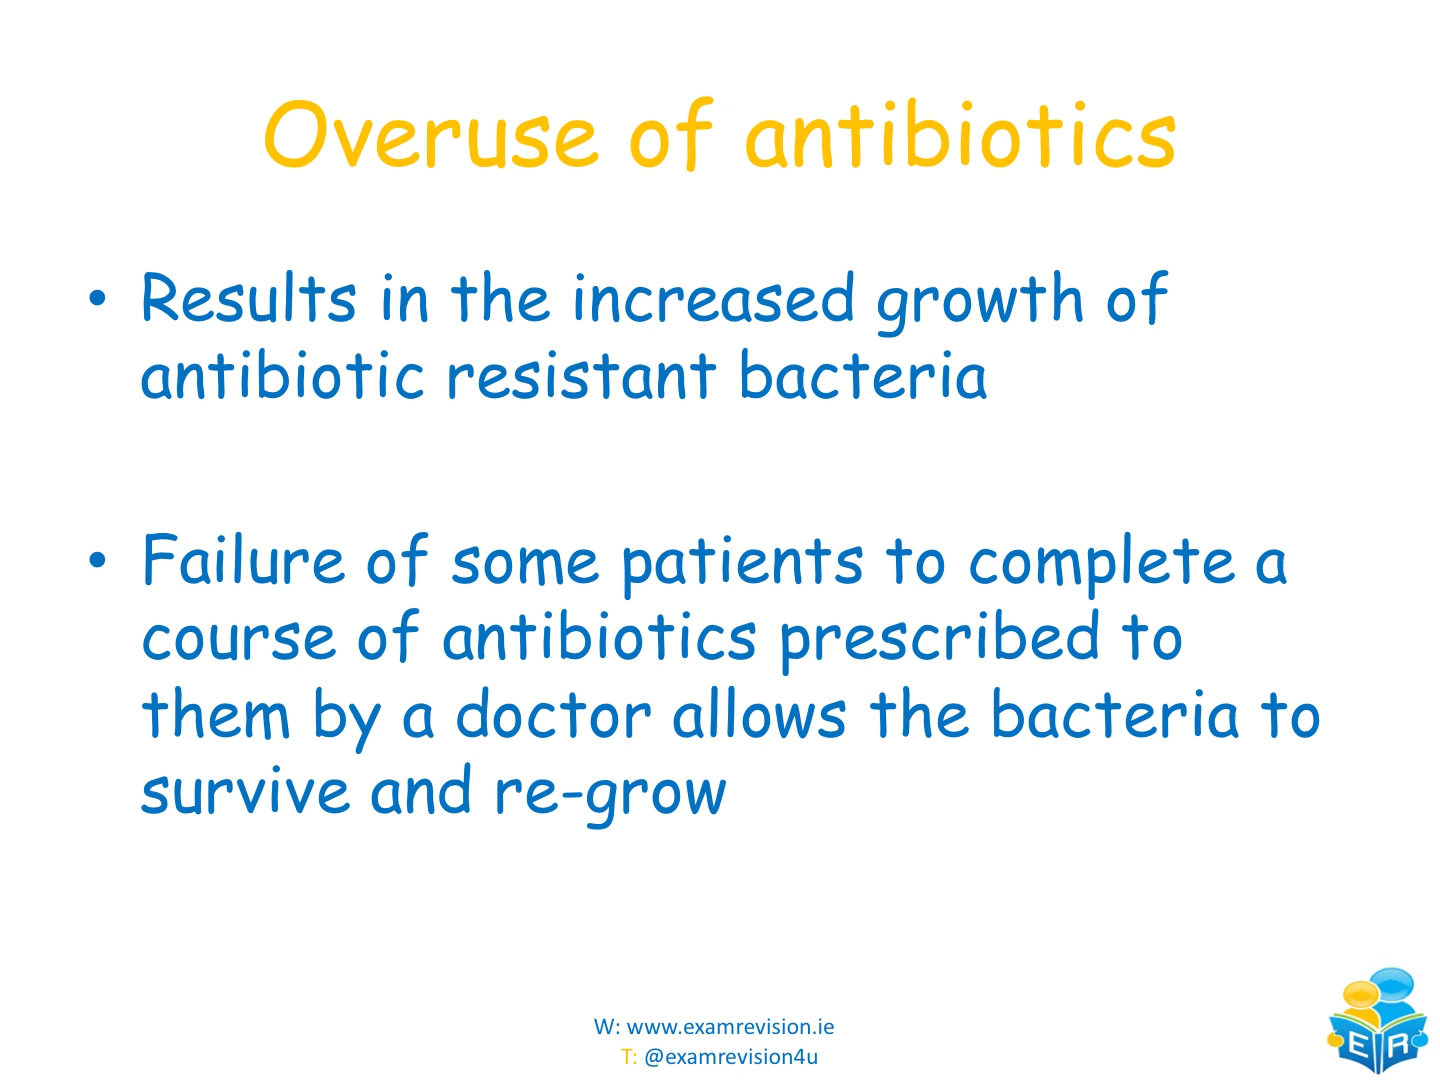 Overuse of antibiotics
• Results in the increased growth of
antibiotic resistant bacteria
• Failure of some patients to complete a
course of antibiotics prescribed to
them by a doctor allows the bacteria to
survive and re-grow
W: www.examrevision.ie
T: @examrevision4u
E R